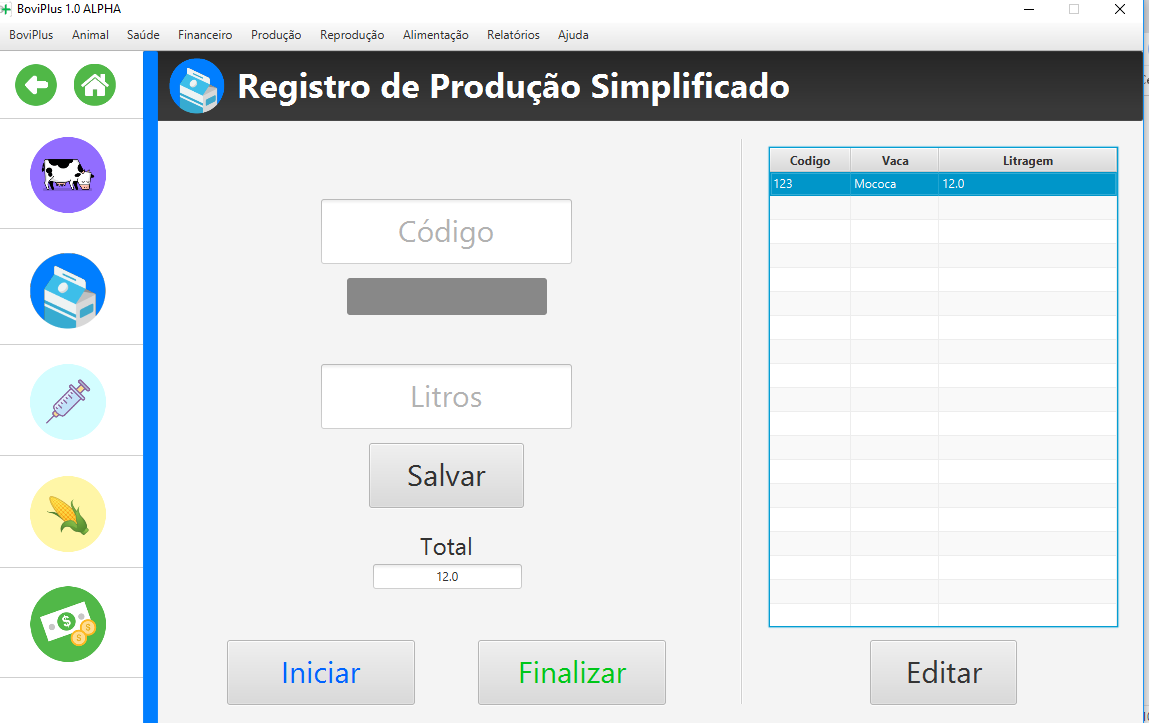 BoviPlus 1.0 ALPHA
BoviPlus Animal Saúde Financeiro Produção Reprodução Alimentação Relatórios Ajuda
Registro de Produção Simplificado
Código
Litros
Salvar
Total
12.0
Iniciar Finalizar
Codigo Vaca Litragem
123 Mococa 12.0
Editar